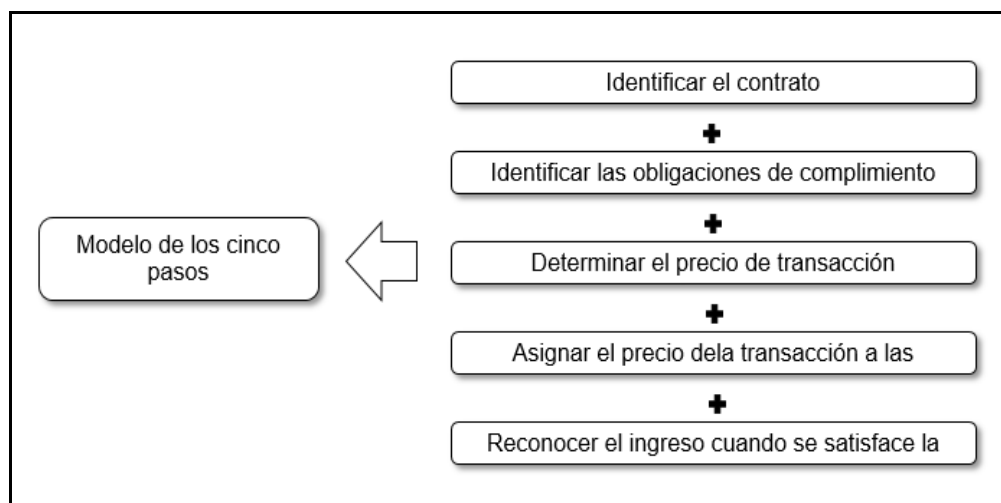 Identificar el contrato
Identificar las obligaciones de complimiento
Modelo de los cinco
pasos
Determinar el precio de transacción
Asignar el precio dela transacción a las
Reconocer el ingreso cuando se satisface la